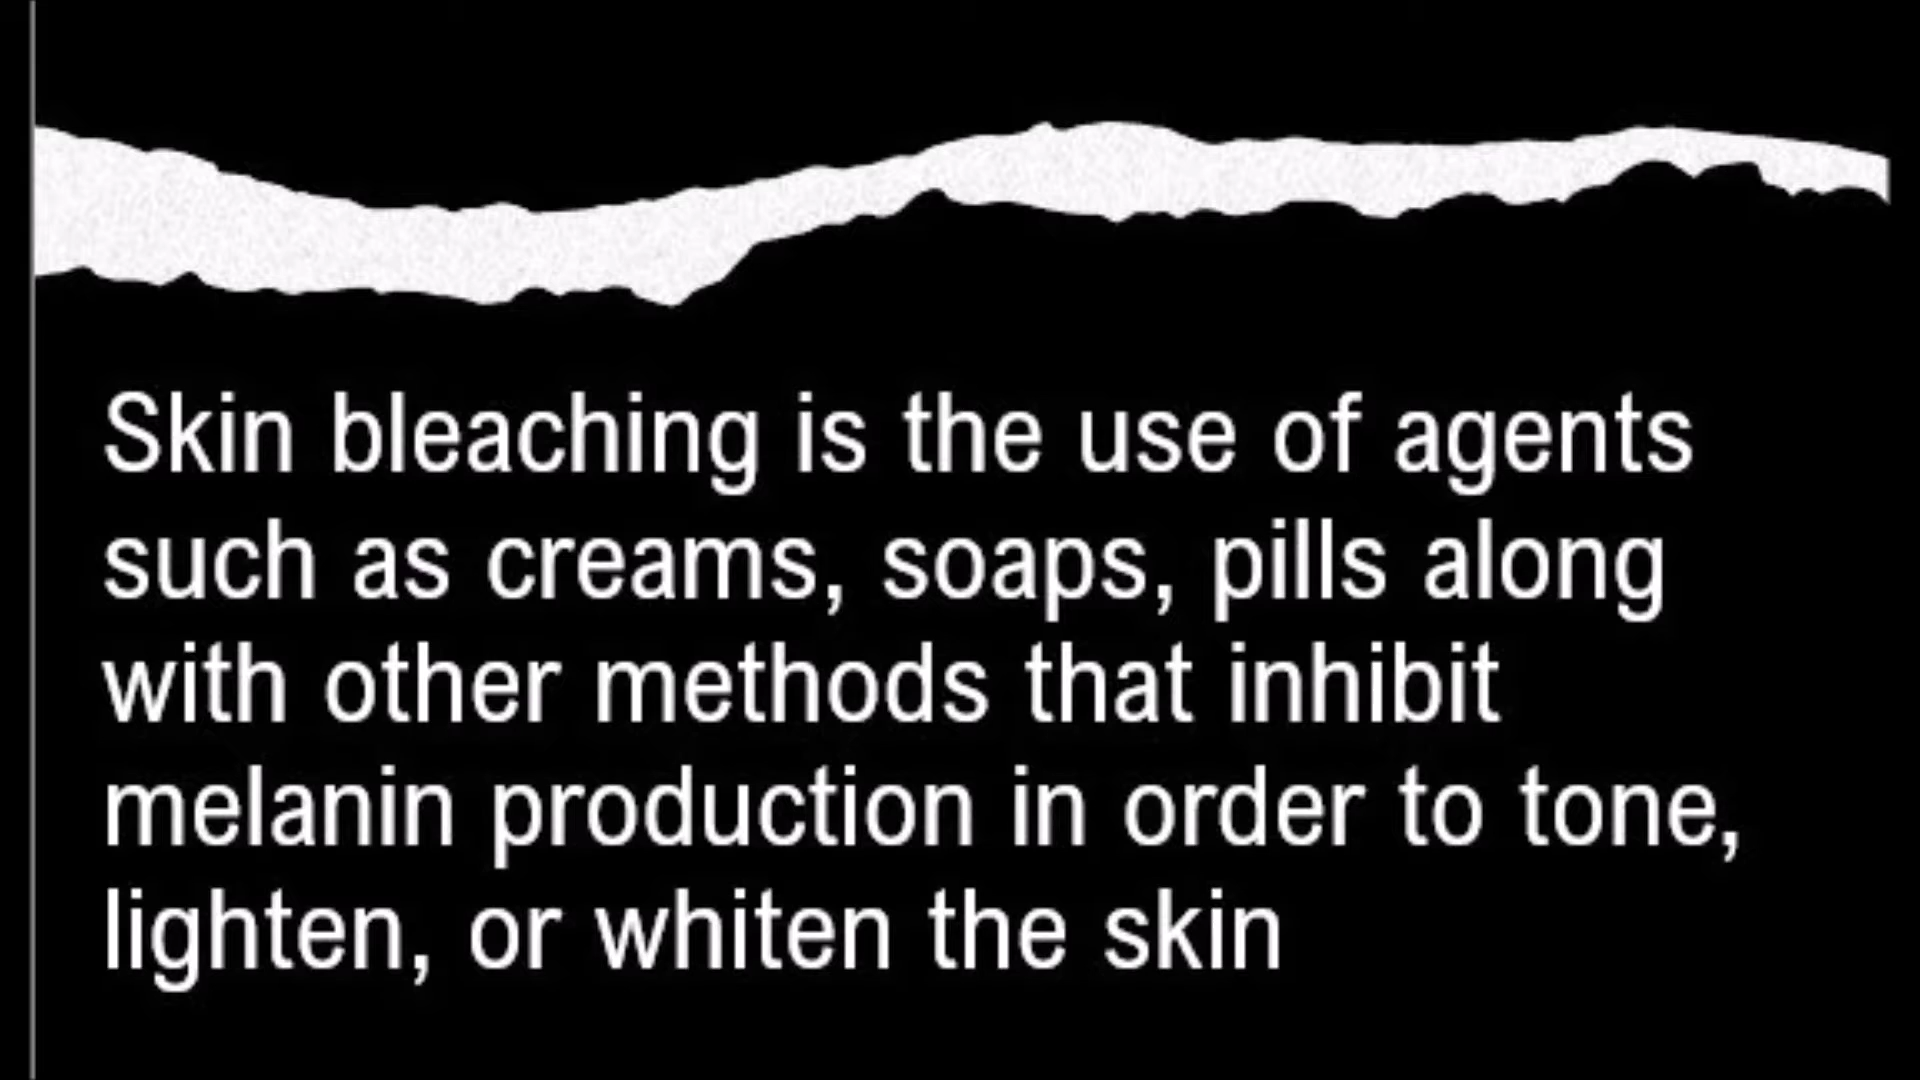 Skin bleaching is the use of agents
such as creams, soaps, pills along
with other methods that inhibit
melanin production in order to tone,
lighten, or whiten the skin